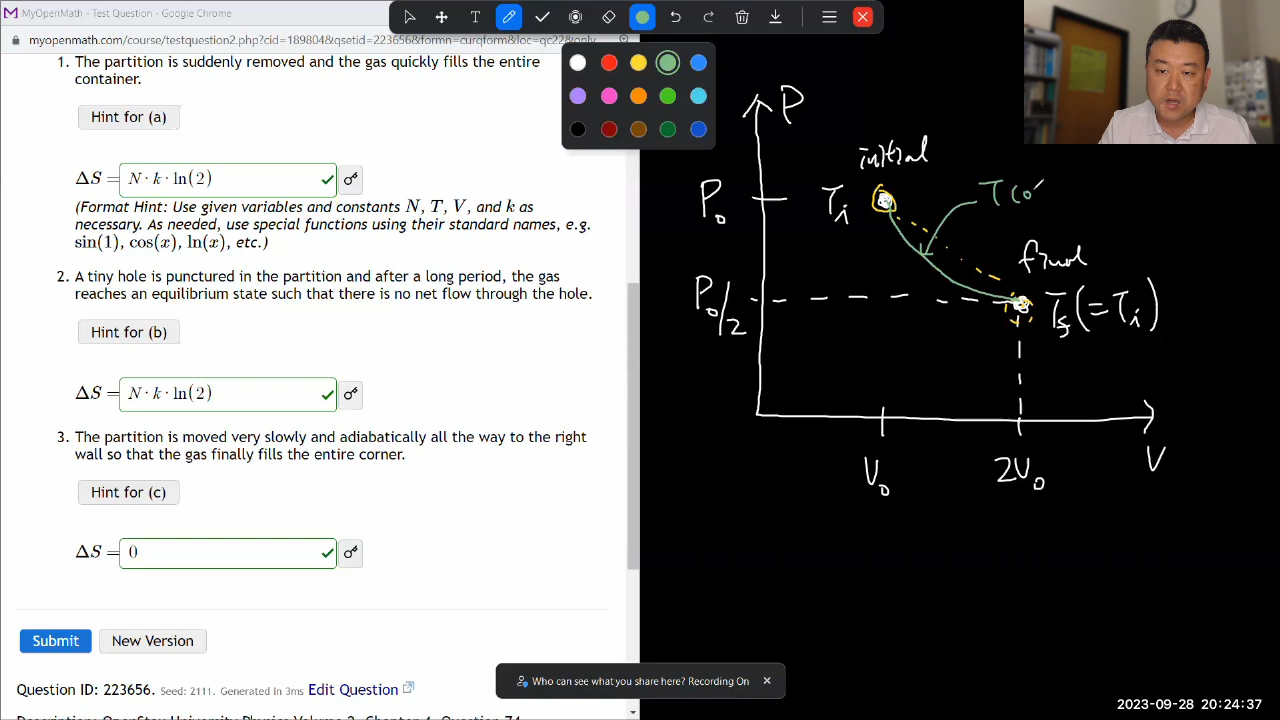 MyOpenMath - Test Question - Google Chrome
myopenmath.com/course/testquestion2.php?cid=189804&qsetid=223656&formn=curqform&loc=qc22&only
1. The partition is suddenly removed and the gas quickly fills the entire
container.
Hint for (a)
ΔS = N·k·ln(2)
(Format Hint: Use given variables and constants N, T, V, and k as
necessary. As needed, use special functions using their standard names, e.g.
sin(1), cos(x), ln(x), etc.)
2. A tiny hole is punctured in the partition and after a long period, the gas
reaches an equilibrium state such that there is no net flow through the hole.
Hint for (b)
ΔS = N·k·ln(2)
3. The partition is moved very slowly and adiabatically all the way to the right
wall so that the gas finally fills the entire corner.
Hint for (c)
ΔS = 0
Submit
New Version
Question ID: 223656. Seed: 2111. Generated in 3ms Edit Question
T
P
initial
P₀
Tᵢ
T co
final
P₀/2
T_f (= Tᵢ)
V₀
2V₀
V
Who can see what you share here? Recording On
2023-09-28 20:24:37